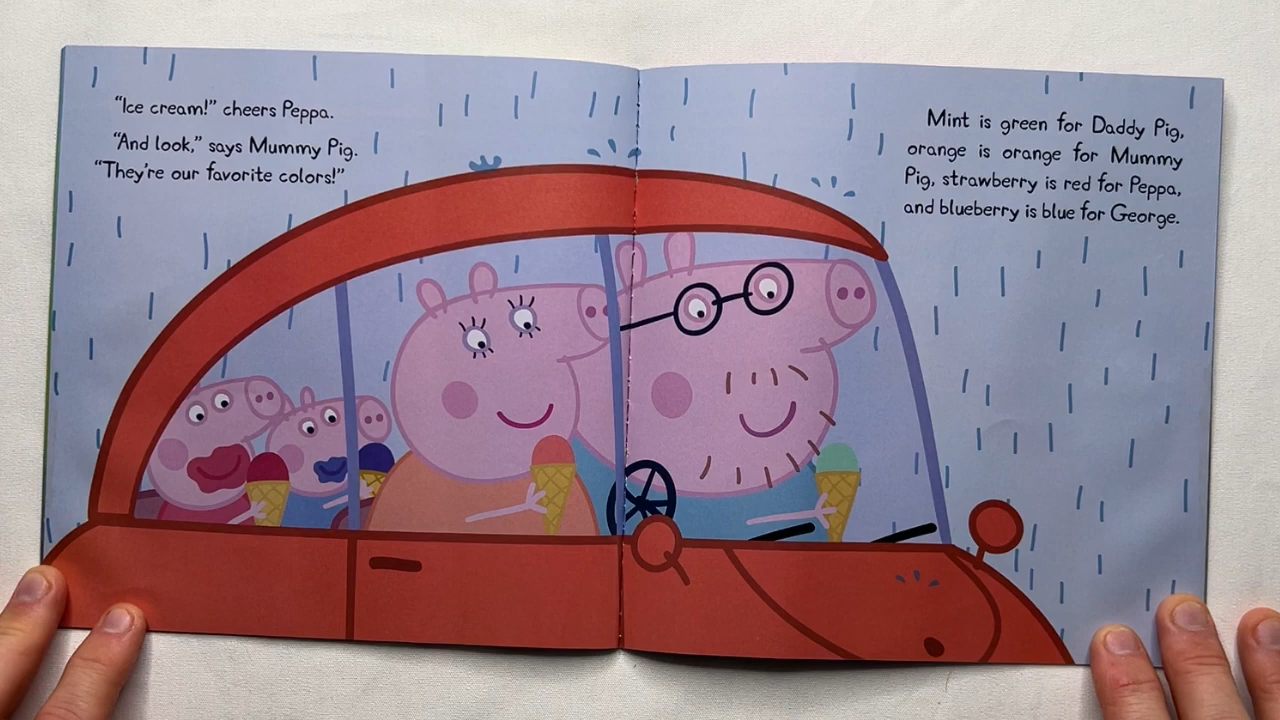 “Ice cream!” cheers Peppa.
“And look,” says Mummy Pig.
“They’re our favorite colors!”
Mint is green for Daddy Pig,
orange is orange for Mummy
Pig, strawberry is red for Peppa,
and blueberry is blue for George.